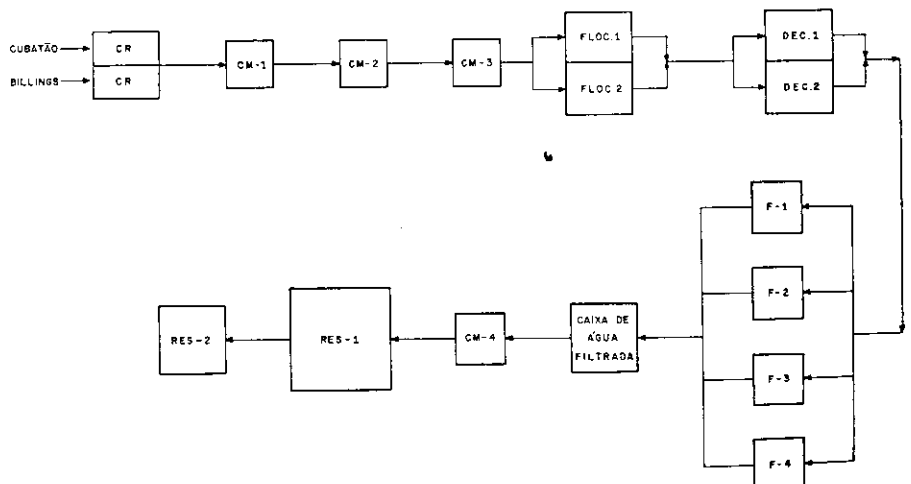 CUBATÃO
CR
BILLINGS
CR
CM-1
CM-2
CM-3
FLOC.1
FLOC.2
DEC.1
DEC.2
F-1
F-2
F-3
F-4
CAIXA DE
ÁGUA
FILTRADA
CM-4
RES-1
RES-2